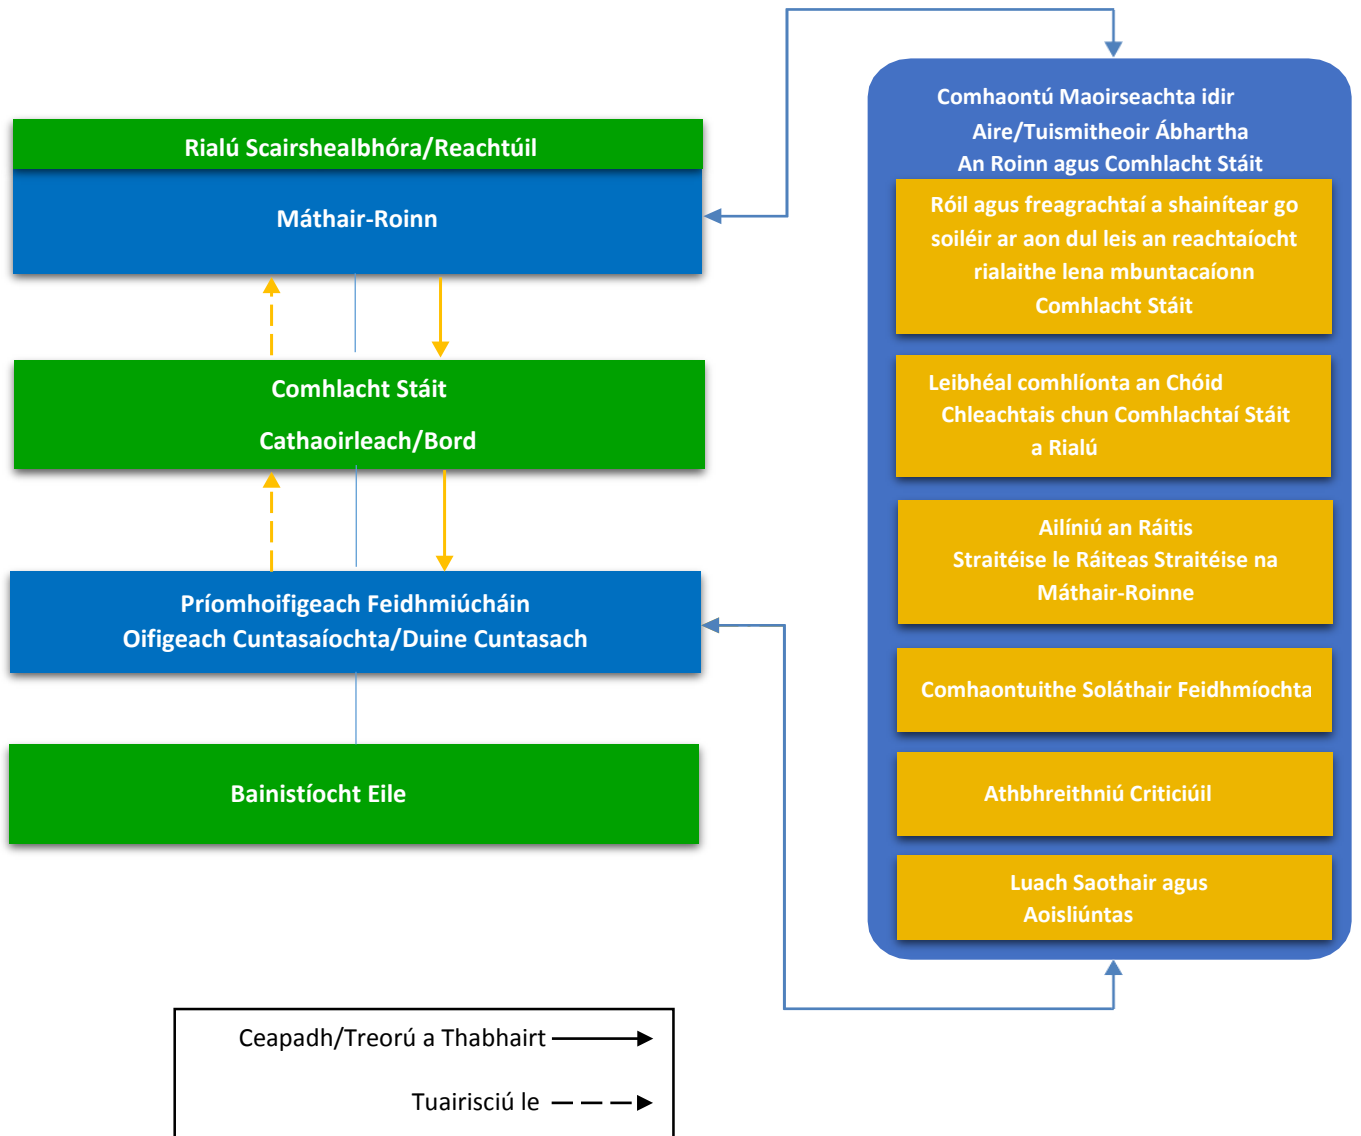 Rialú Scairshealbhóra/Reachtúil
Máthair-Roinn
Comhlacht Stáit
Cathaoirleach/Bord
Príomhoifigeach Feidhmiúcháin
Oifigeach Cuntasaíochta/Duine Cuntasach
Bainistíocht Eile
Comhaontú Maoirseachta idir
Aire/Tuismitheoir Ábhartha
An Roinn agus Comhlacht Stáit
Róil agus freagrachtaí a shainítear go
soiléir ar aon dul leis an reachtaíocht
rialaithe lena mbuntacaíonn
Comhlacht Stáit
Leibhéal comhlíonta an Chóid
Chleachtais chun Comhlachtaí Stáit
a Rialú
Ailíniú an Ráitis
Straitéise le Ráiteas Straitéise na
Máthair-Roinne
Comhaontuithe Soláthair Feidhmíochta
Athbhreithniú Criticiúil
Luach Saothair agus
Aoisliúntas
Ceapadh/Treorú a Thabhairt
Tuairisciú le